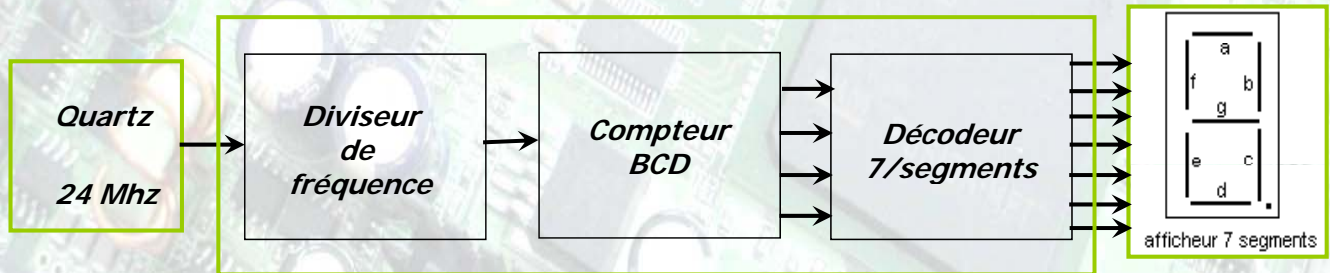 Quartz
24 Mhz
Diviseur
de
fréquence
Compteur
BCD
Décodeur
7/segments
a
f
b
g
e
c
d
afficheur 7 segments